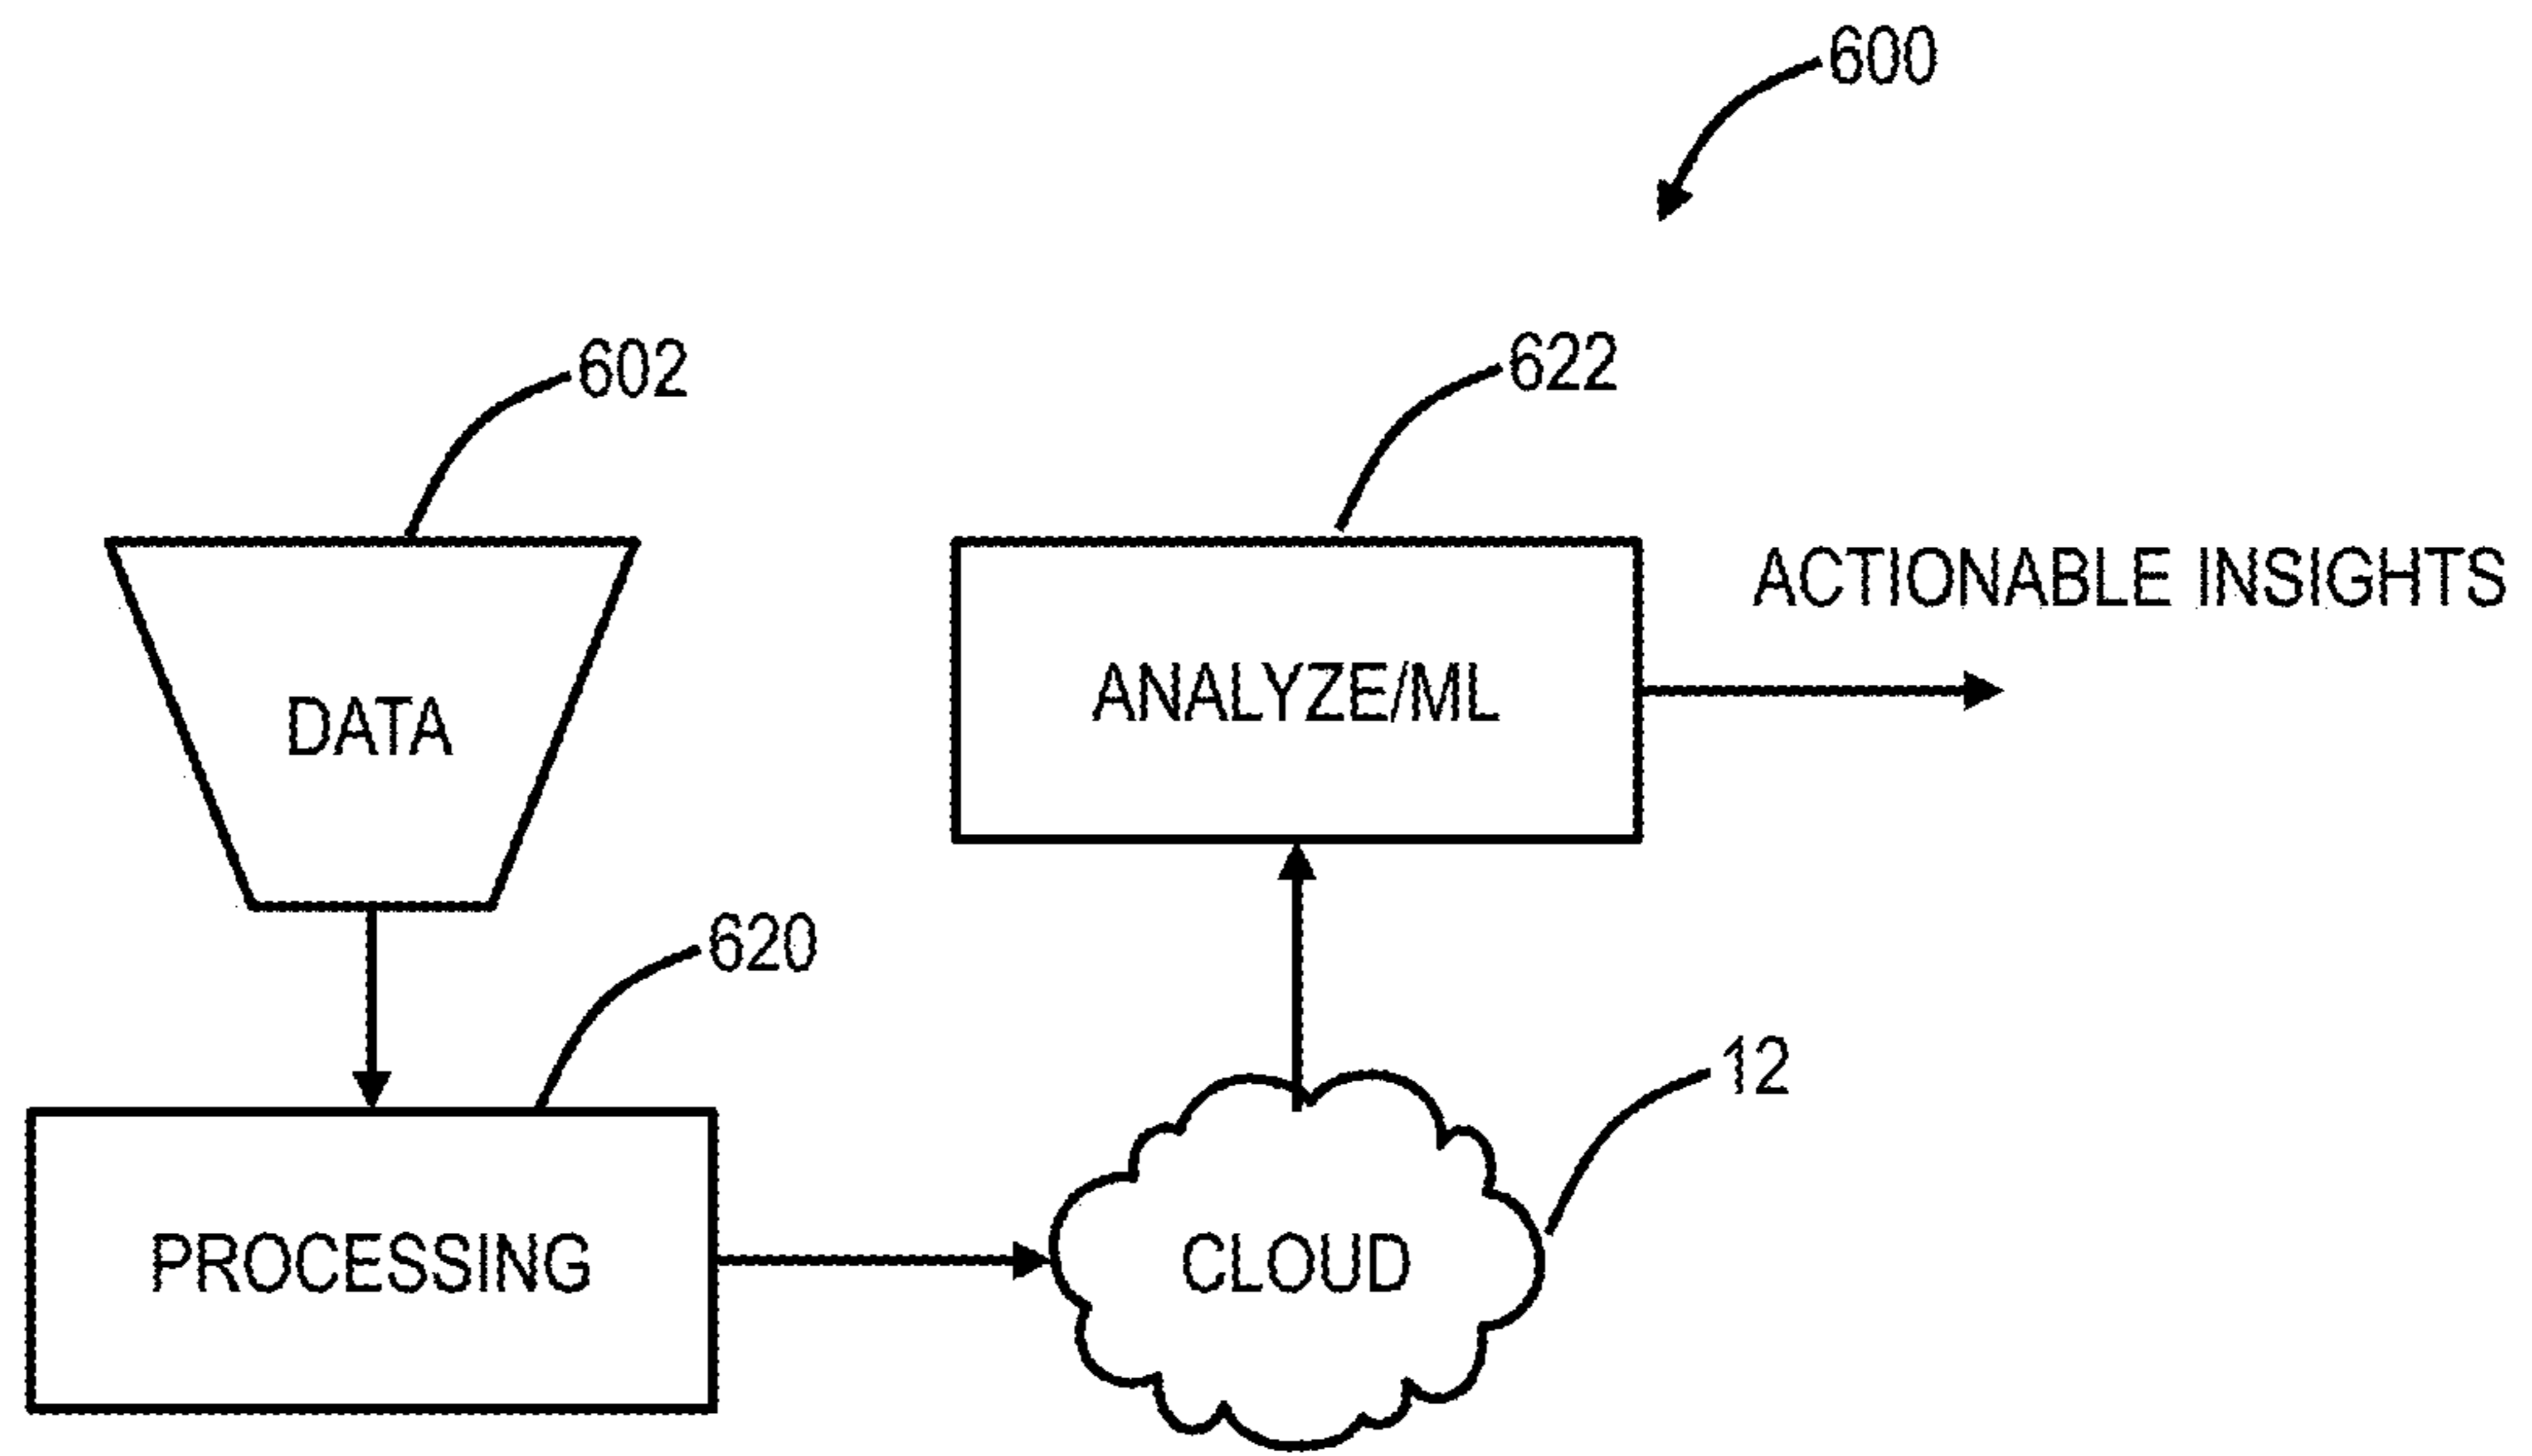 600
602
622
ACTIONABLE INSIGHTS
DATA
ANALYZE/ML
620
12
PROCESSING
CLOUD